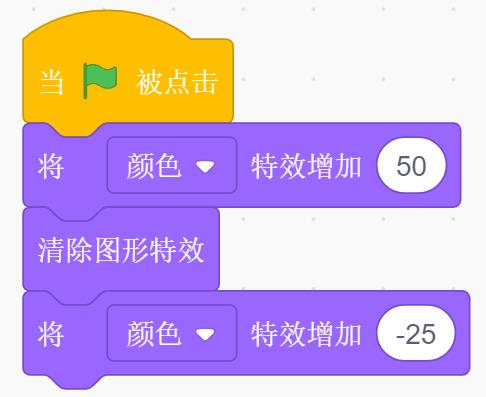 当 被点击
将 颜色 特效增加 50
清除图形特效
将 颜色 特效增加 -25